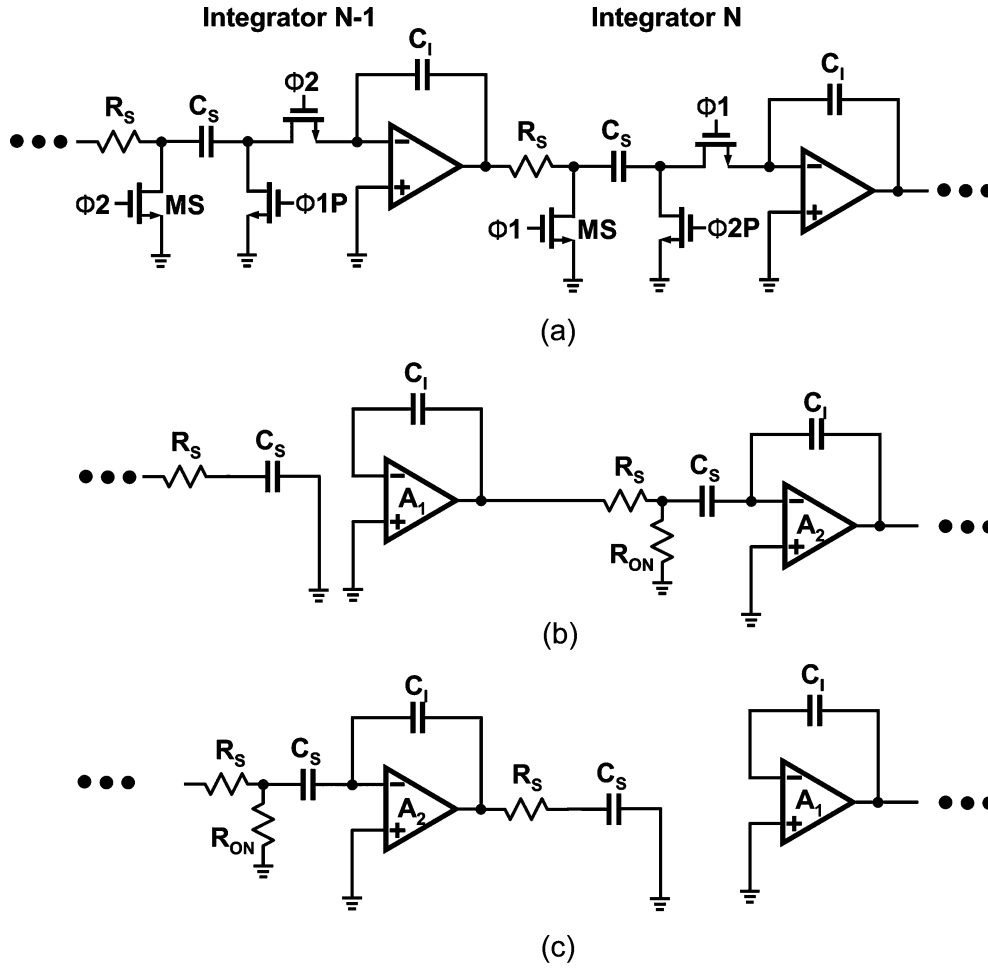 Integrator N-1 Integrator N
C_I C_I
Φ2 Φ1
R_S C_S R_S C_S
Φ2 MS Φ1P Φ1 MS Φ2P
(a)
C_I C_I
R_S C_S R_S C_S
A_1 A_2
R_ON
(b)
C_I C_I
R_S C_S R_S C_S
A_2 A_1
R_ON
(c)